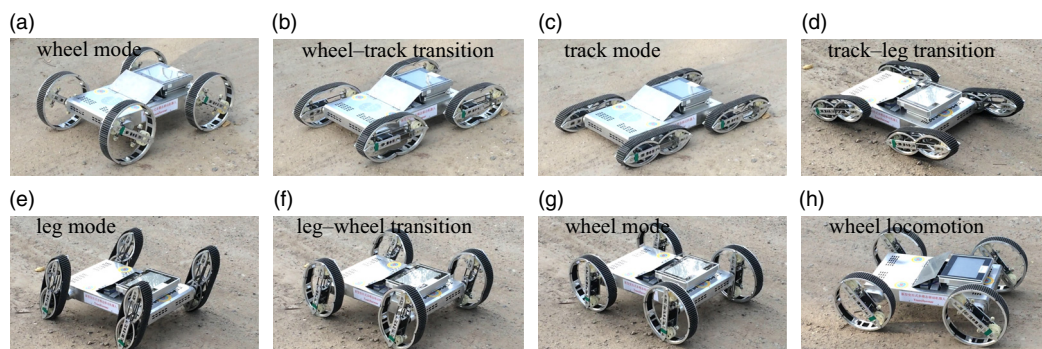 (a)
wheel mode
(b)
wheel–track transition
(c)
track mode
(d)
track–leg transition
(e)
leg mode
(f)
leg–wheel transition
(g)
wheel mode
(h)
wheel locomotion